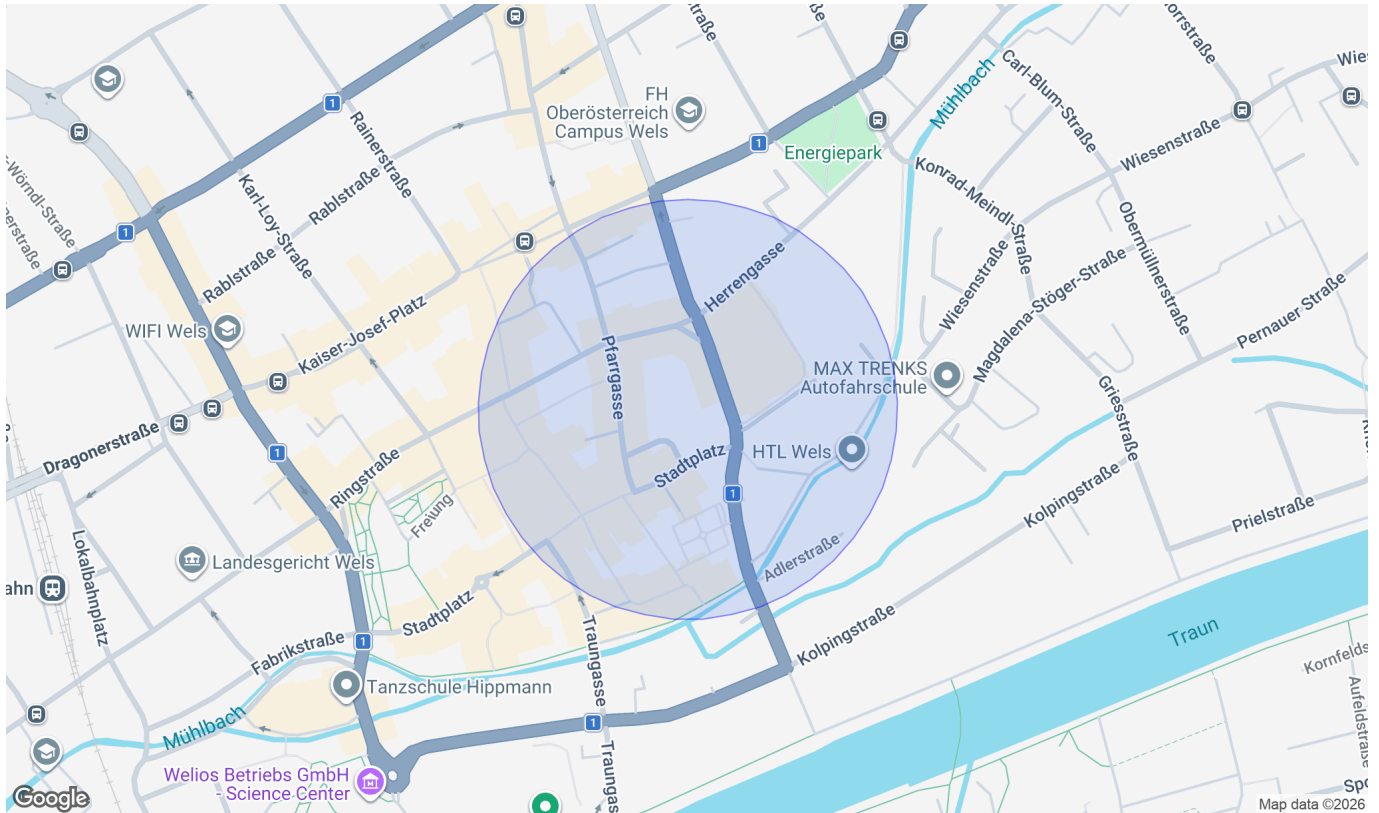 FH
Oberösterreich
Campus Wels
Energiepark
Mühlbach
Carl-Blum-Straße
Wiesenstraße
Konrad-Meindl-Straße
Obermüllnerstraße
Rainerstraße
Rablstraße
Karl-Loy-Straße
Rablstraße
-Wörndl-Straße
1
1
1
WIFI Wels
Kaiser-Josef-Platz
Herrengasse
Wiesenstraße
Magdalena-Stöger-Straße
Pernauer-Straße
Pfarrgasse
MAX TRENKS
Autofahrschule
Griesstraße
Dragonerstraße
1
Ringstraße
Freiung
Stadtplatz
HTL Wels
1
Kolpingstraße
Prielstraße
Adlerstraße
Landesgericht Wels
Lokalbahnplatz
Stadtplatz
Fabrikstraße
1
Traungasse
Kolpingstraße
Traun
Tanzschule Hippmann
Mühlbach
1
Welios Betriebs GmbH
- Science Center
Google
Map data ©2026